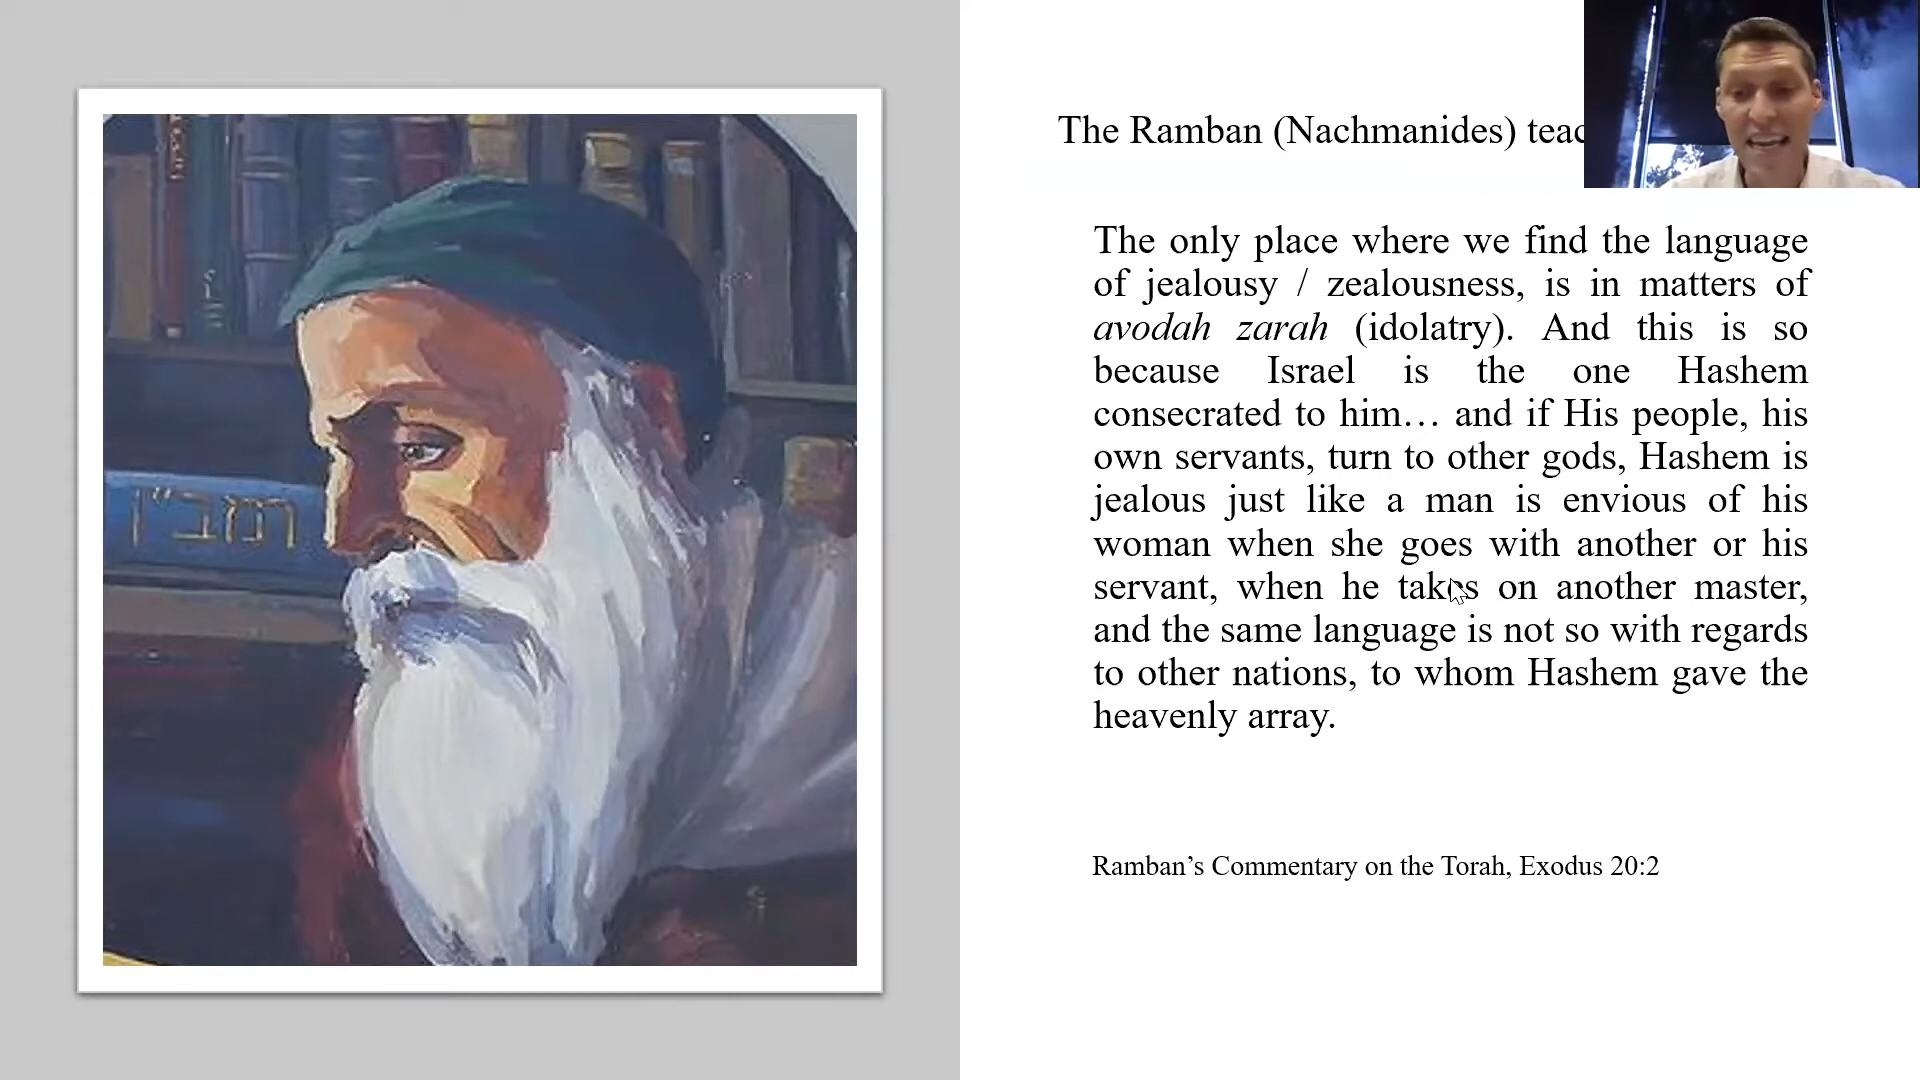 רמב"ן
The Ramban (Nachmanides) teac
The only place where we find the language
of jealousy / zealousness, is in matters of
avodah zarah (idolatry). And this is so
because Israel is the one Hashem
consecrated to him… and if His people, his
own servants, turn to other gods, Hashem is
jealous just like a man is envious of his
woman when she goes with another or his
servant, when he takes on another master,
and the same language is not so with regards
to other nations, to whom Hashem gave the
heavenly array.
Ramban’s Commentary on the Torah, Exodus 20:2